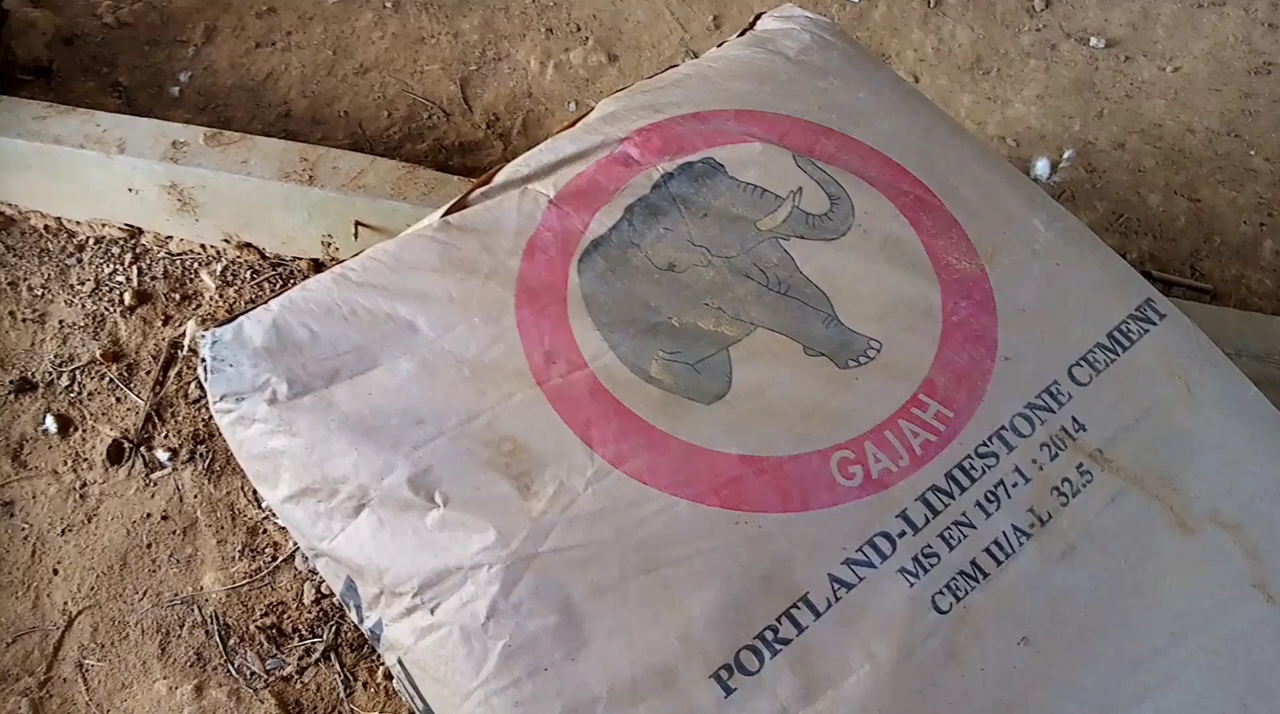 GAJAH
PORTLAND-LIMESTONE CEMENT
MS EN 197-1 : 2014
CEM II/A-L 32.5 R